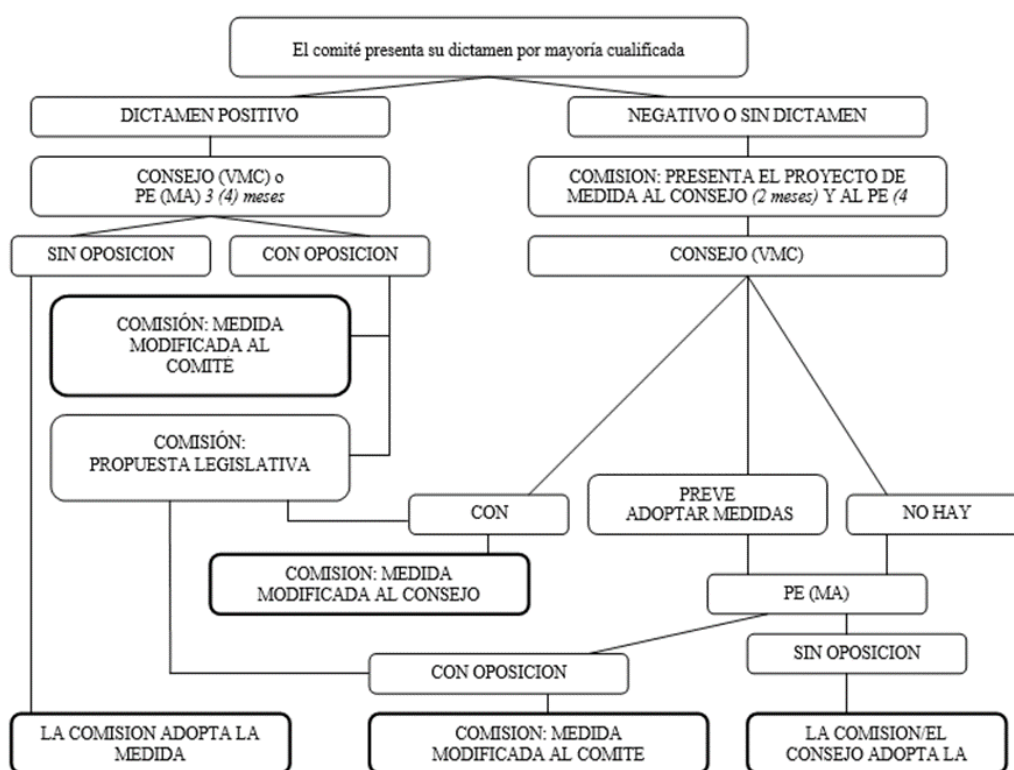 El comité presenta su dictamen por mayoría cualificada
DICTAMEN POSITIVO
NEGATIVO O SIN DICTAMEN
CONSEJO (VMC) o
PE (MA) 3 (4) meses
COMISION: PRESENTA EL PROYECTO DE
MEDIDA AL CONSEJO (2 meses) Y AL PE (4
SIN OPOSICION
CON OPOSICION
CONSEJO (VMC)
COMISIÓN: MEDIDA
MODIFICADA AL
COMITÉ
COMISIÓN:
PROPUESTA LEGISLATIVA
CON
PREVE
ADOPTAR MEDIDAS
NO HAY
COMISION: MEDIDA
MODIFICADA AL CONSEJO
PE (MA)
CON OPOSICION
SIN OPOSICION
LA COMISION ADOPTA LA
MEDIDA
COMISION: MEDIDA
MODIFICADA AL COMITE
LA COMISION/EL
CONSEJO ADOPTA LA